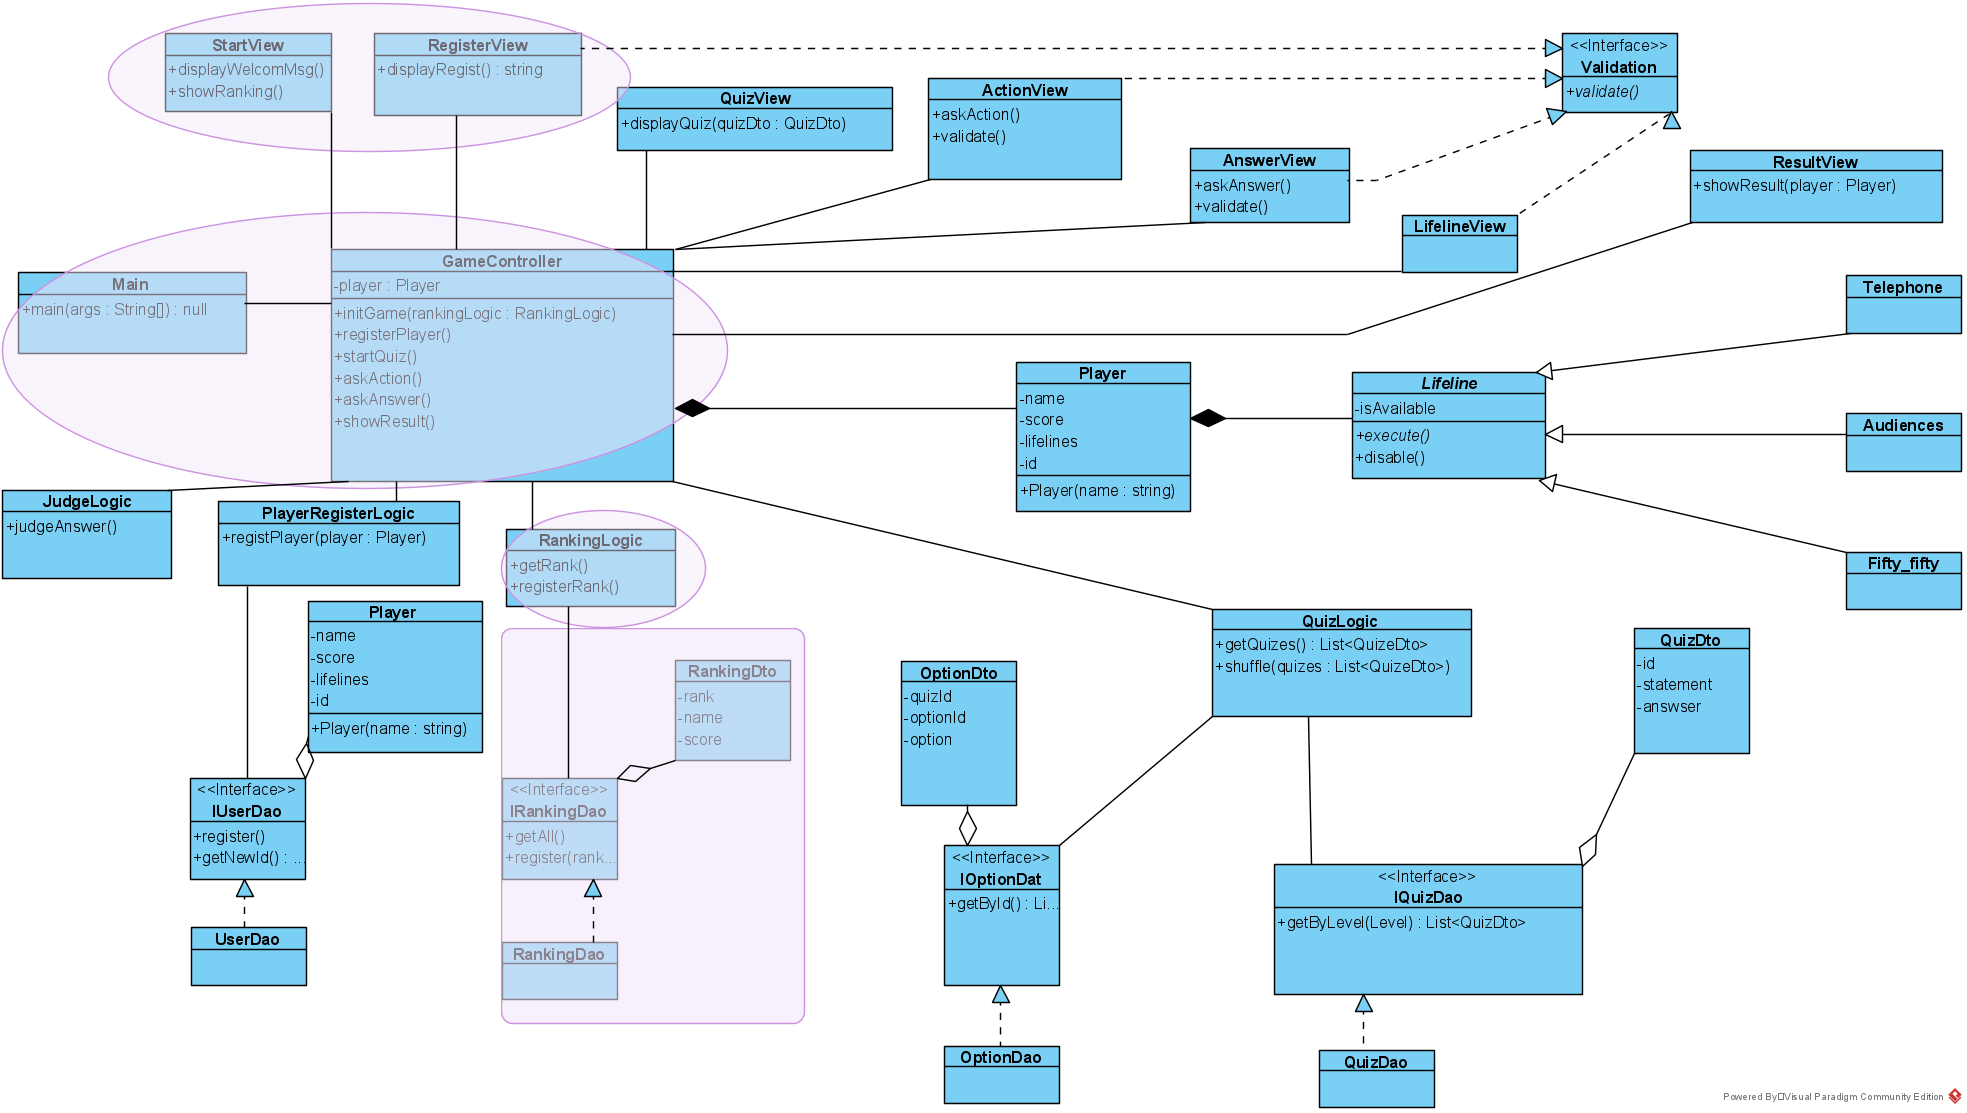 StartView
+displayWelcomMsg()
+showRanking()
RegisterView
+displayRegist() : string
QuizView
+displayQuiz(quizDto : QuizDto)
ActionView
+askAction()
+validate()
<<Interface>>
Validation
+validate()
AnswerView
+askAnswer()
+validate()
ResultView
+showResult(player : Player)
LifelineView
Main
+main(args : String[]) : null
GameController
-player : Player
+initGame(rankingLogic : RankingLogic)
+registerPlayer()
+startQuiz()
+askAction()
+askAnswer()
+showResult()
Telephone
Player
-name
-score
-lifelines
-id
+Player(name : string)
Lifeline
-isAvailable
+execute()
+disable()
Audiences
Fifty_fifty
JudgeLogic
+judgeAnswer()
PlayerRegisterLogic
+registPlayer(player : Player)
RankingLogic
+getRank()
+registerRank()
Player
-name
-score
-lifelines
-id
+Player(name : string)
RankingDto
-rank
-name
-score
OptionDto
-quizId
-optionId
-option
QuizLogic
+getQuizes() : List<QuizeDto>
+shuffle(quizes : List<QuizeDto>)
QuizDto
-id
-statement
-answser
<<Interface>>
IUserDao
+register()
+getNewId() : ...
<<Interface>>
IRankingDao
+getAll()
+register(rank...
<<Interface>>
IOptionDat
+getById() : Li...
<<Interface>>
IQuizDao
+getByLevel(Level) : List<QuizDto>
UserDao
RankingDao
OptionDao
QuizDao
Powered By Visual Paradigm Community Edition